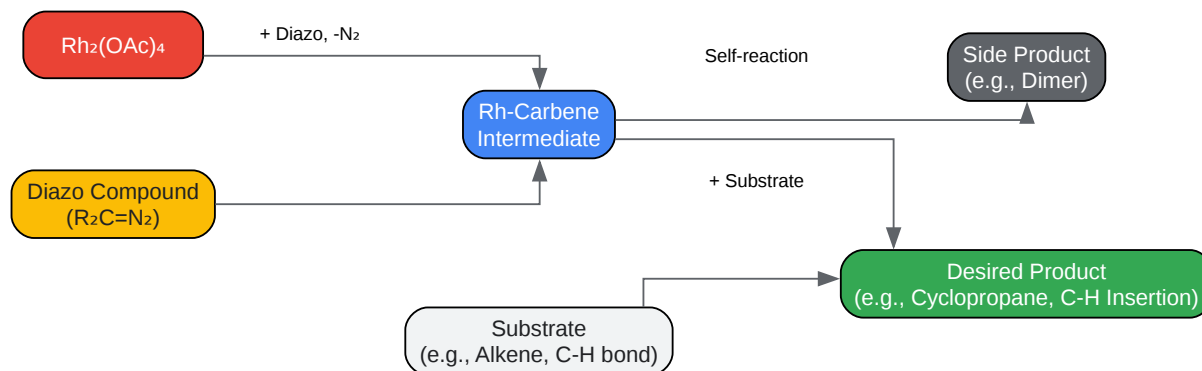 Rh₂(OAc)₄
+ Diazo, -N₂
Self-reaction
Side Product
(e.g., Dimer)
Rh-Carbene
Intermediate
Diazo Compound
(R₂C=N₂)
+ Substrate
Desired Product
(e.g., Cyclopropane, C-H Insertion)
Substrate
(e.g., Alkene, C-H bond)